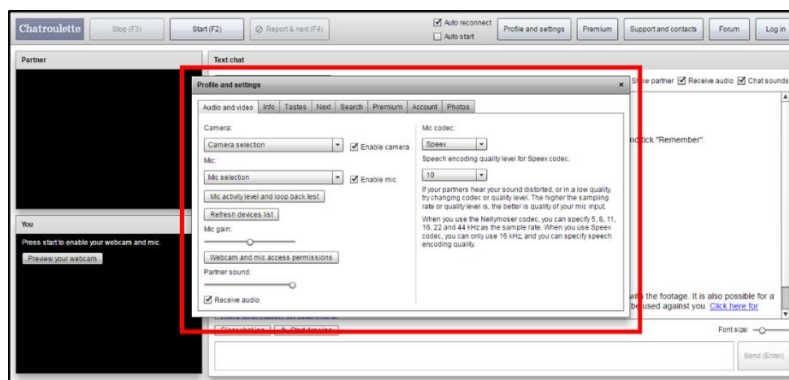 Chatroulette
Stop (F3)
Start (F2)
Report & next (F4)
Auto reconnect
Auto start
Profile and settings
Premium
Support and contacts
Forum
Log in
Partner
Text chat
Show partner
Receive audio
Chat sounds
Profile and settings
Audio and video
Info
Tastes
Next
Search
Premium
Account
Photos
Camera:
Camera selection
Enable camera
Mic:
Mic selection
Enable mic
Mic activity level and loop back test
Refresh devices list
Mic gain:
Webcam and mic access permissions
Partner sound:
Receive audio
Mic codec:
Speex
Speech encoding quality level for Speex codec.
10
If your partners hear your sound distorted, or in a low quality,
try changing codec or quality level. The higher the sampling
rate or quality level is, the better is quality of your mic input.
When you use the Nellymoser codec, you can specify 5, 8, 11,
16, 22 and 44 kHz as the sample rate. When you use Speex
codec, you can only use 16 kHz, and you can specify speech
encoding quality.
tick "Remember".
You
Press start to enable your webcam and mic.
Preview your webcam
with the footage. It is also possible for a
be used against you. Click here for
Font size:
Send (Enter)